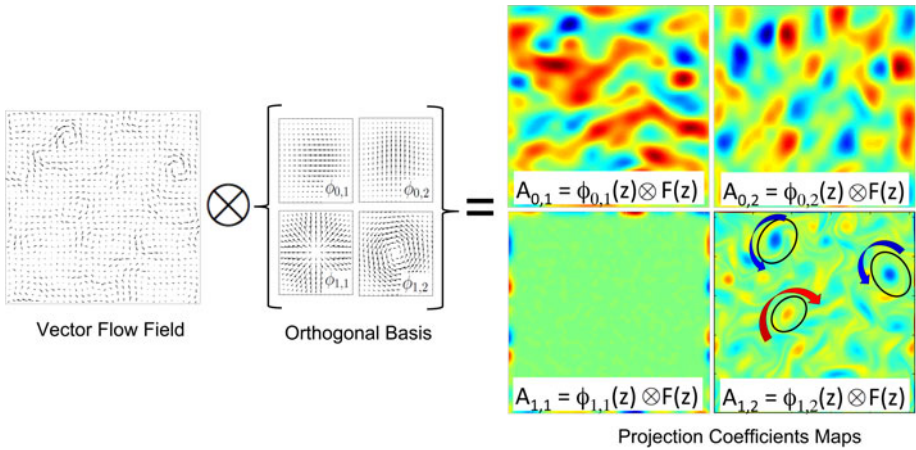 Vector Flow Field
⊗
ϕ0,1
ϕ0,2
ϕ1,1
ϕ1,2
Orthogonal Basis
=
A0,1 = ϕ0,1(z) ⊗ F(z)
A0,2 = ϕ0,2(z) ⊗ F(z)
A1,1 = ϕ1,1(z) ⊗ F(z)
A1,2 = ϕ1,2(z) ⊗ F(z)
Projection Coefficients Maps